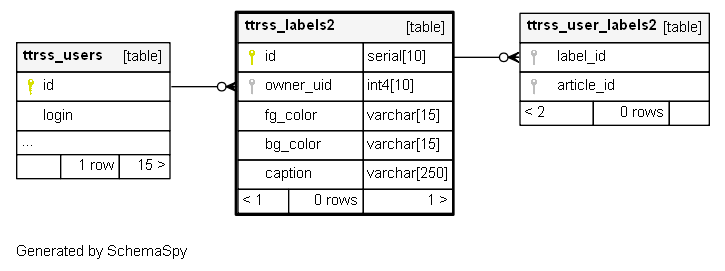 ttrss_users [table]
id
login
...
1 row 15 >
ttrss_labels2 [table]
id serial[10]
owner_uid int4[10]
fg_color varchar[15]
bg_color varchar[15]
caption varchar[250]
< 1 0 rows 1 >
ttrss_user_labels2 [table]
label_id
article_id
< 2 0 rows
Generated by SchemaSpy